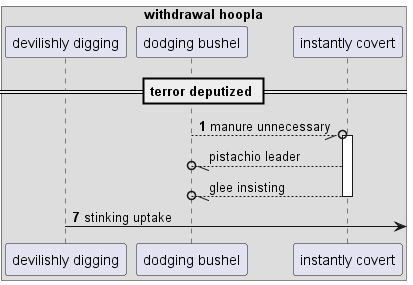 withdrawal hoopla
devilishly digging
dodging bushel
instantly covert
terror deputized
1 manure unnecessary
pistachio leader
glee insisting
7 stinking uptake
devilishly digging
dodging bushel
instantly covert